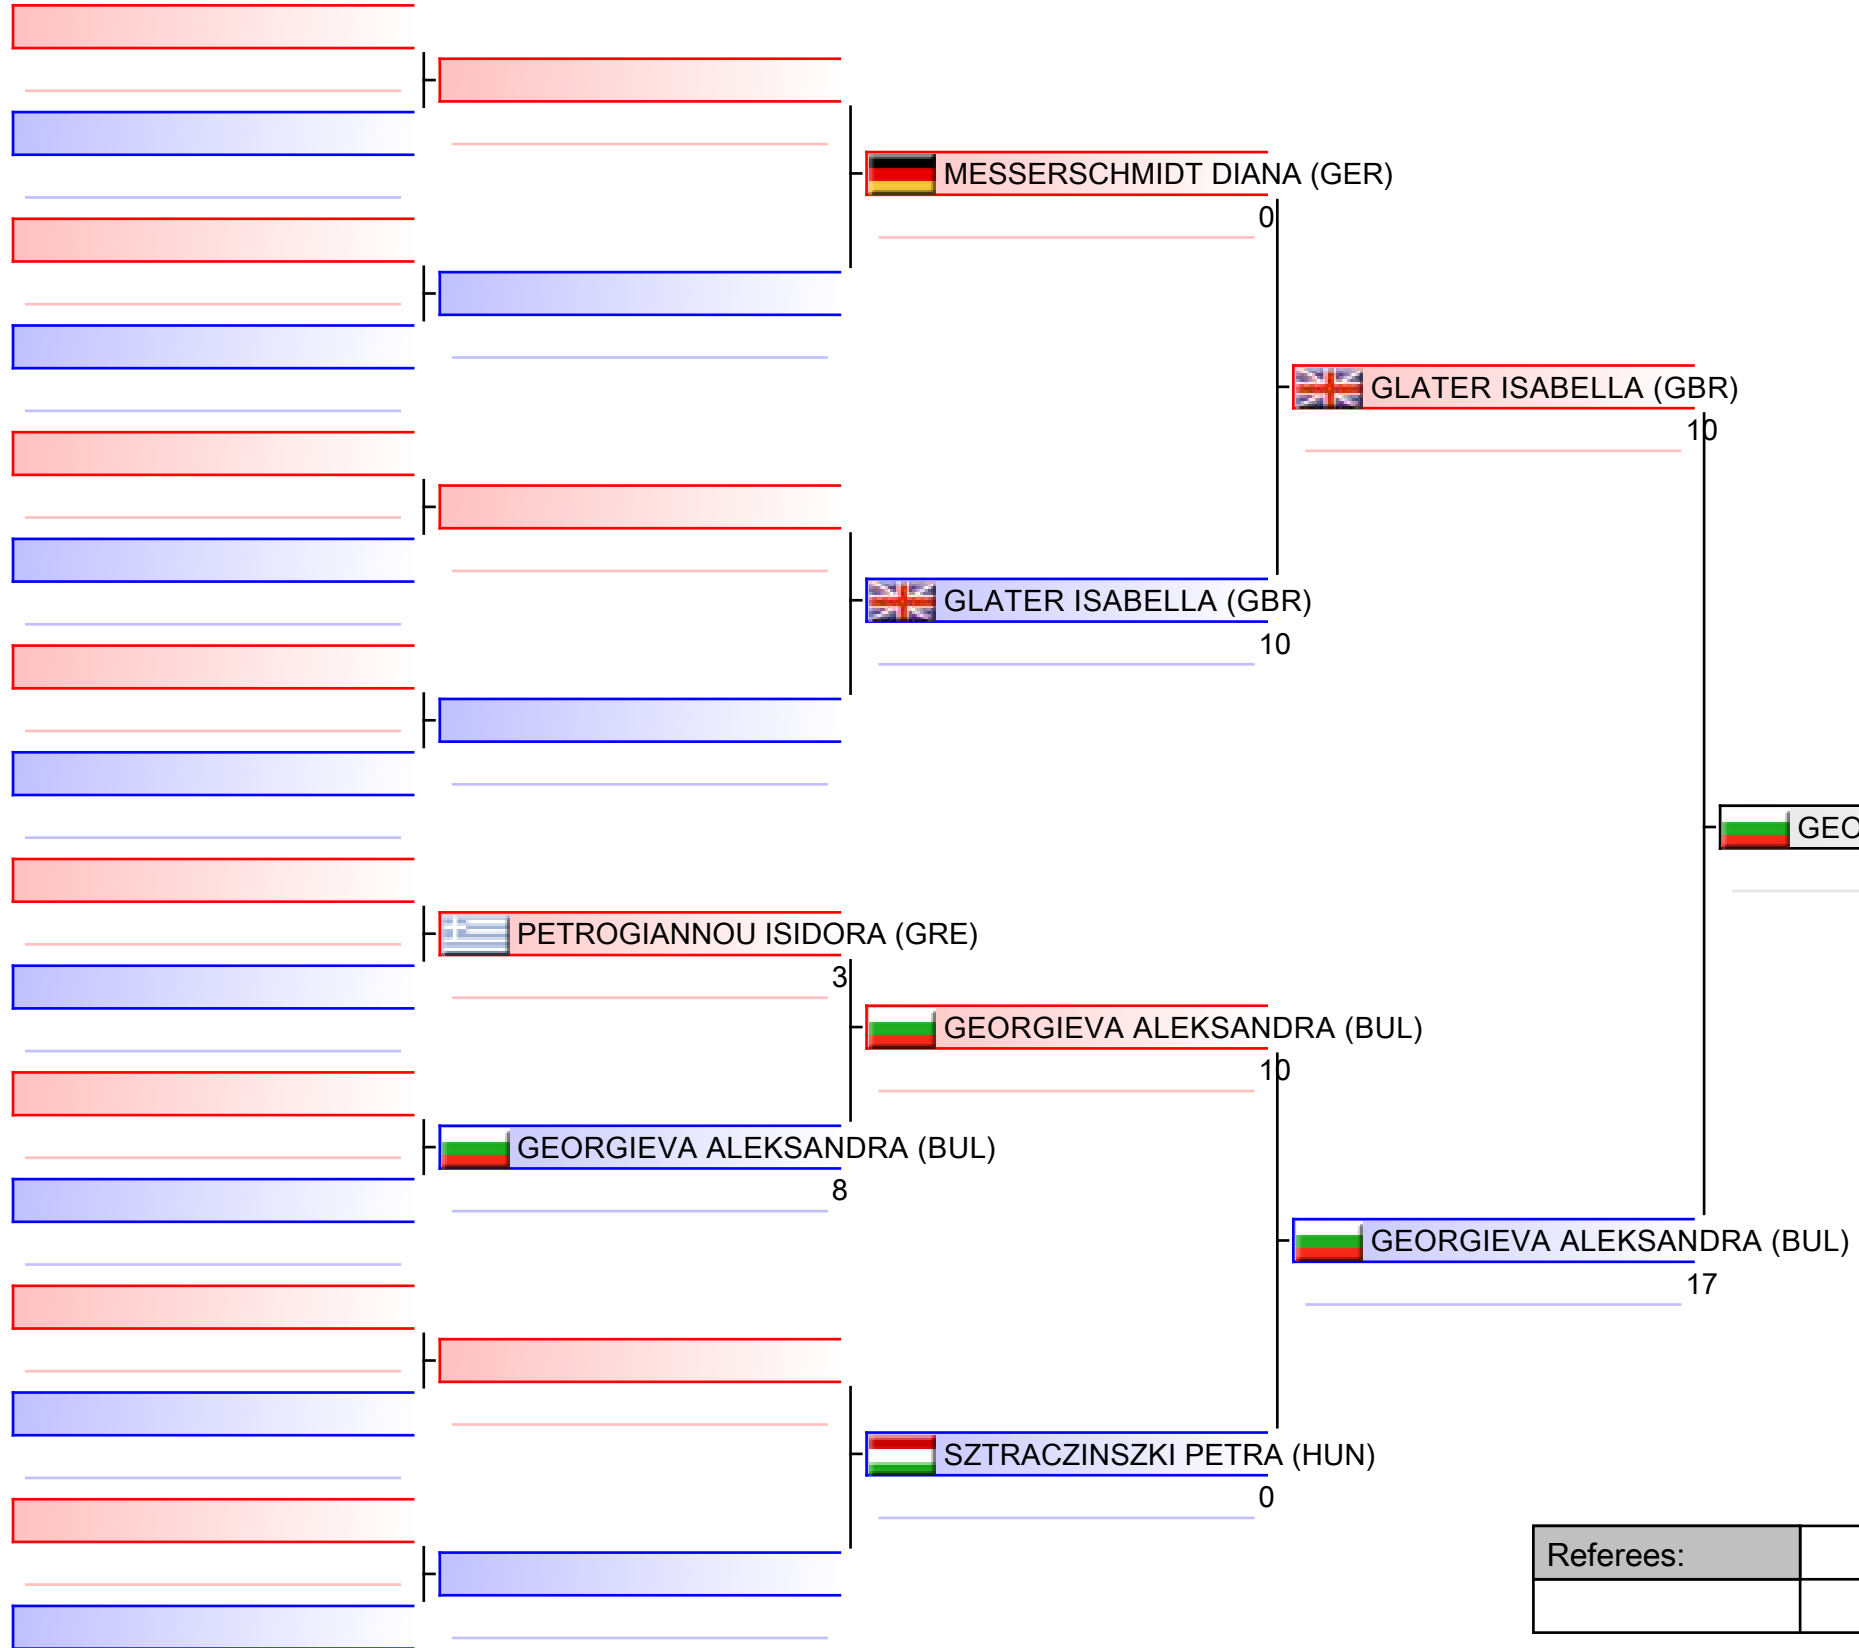 MESSERSCHMIDT DIANA (GER)
0
GLATER ISABELLA (GBR)
10
GLATER ISABELLA (GBR)
10
GEO
PETROGIANNOU ISIDORA (GRE)
3
GEORGIEVA ALEKSANDRA (BUL)
10
GEORGIEVA ALEKSANDRA (BUL)
8
GEORGIEVA ALEKSANDRA (BUL)
17
SZTRACZINSZKI PETRA (HUN)
0
Referees: